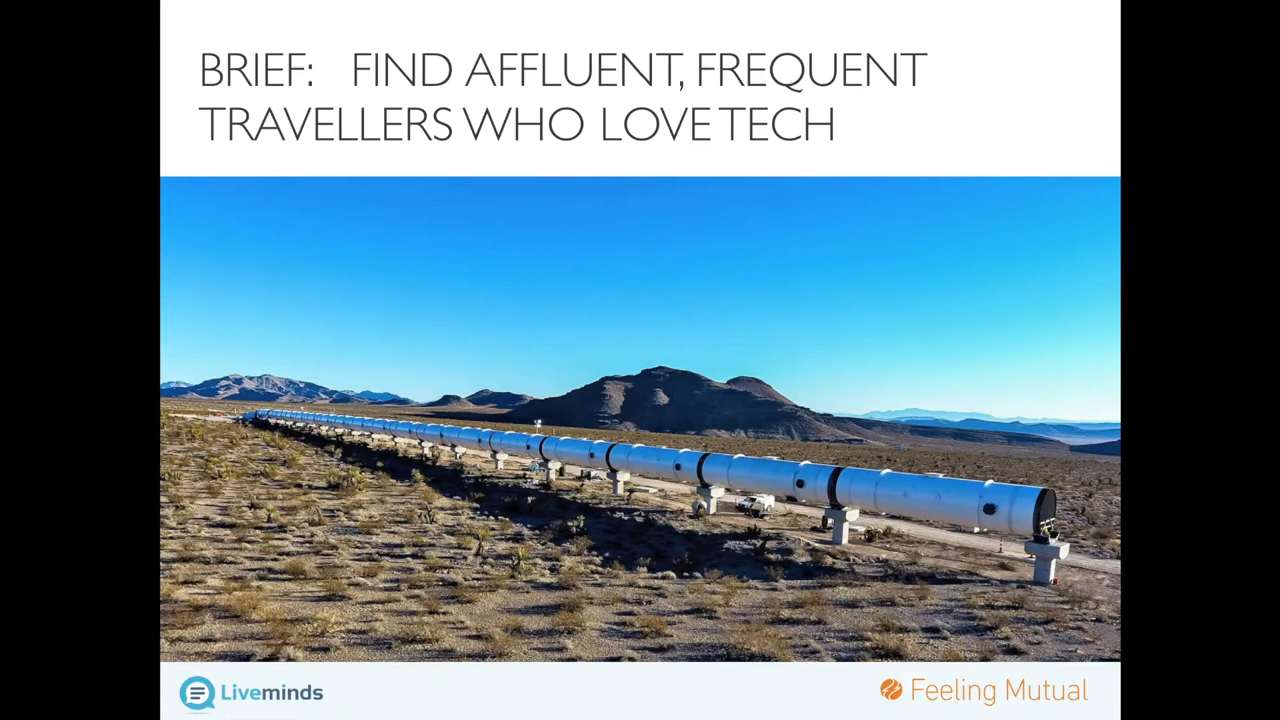 BRIEF: FIND AFFLUENT, FREQUENT
TRAVELLERS WHO LOVE TECH
Liveminds
Feeling Mutual